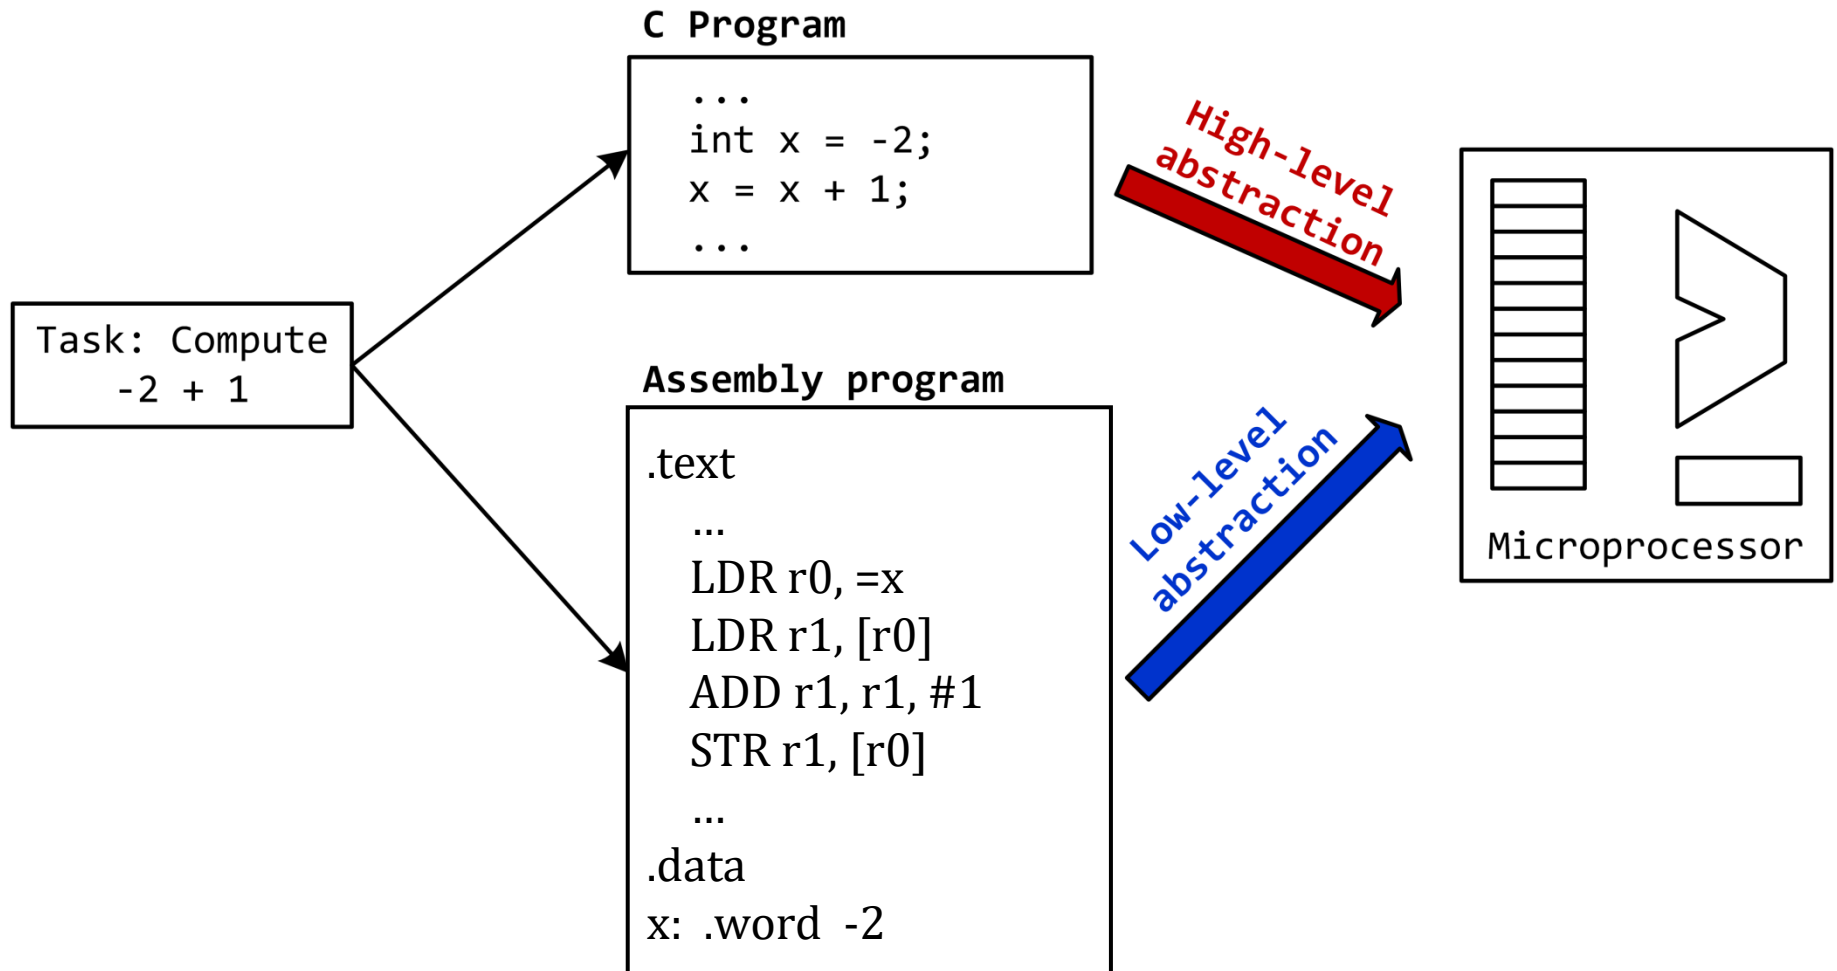 C Program
...
int x = -2;
x = x + 1;
...
High-level
abstraction
Task: Compute
-2 + 1
Assembly program
.text
...
LDR r0, =x
LDR r1, [r0]
ADD r1, r1, #1
STR r1, [r0]
...
.data
x: .word -2
Low-level
abstraction
Microprocessor